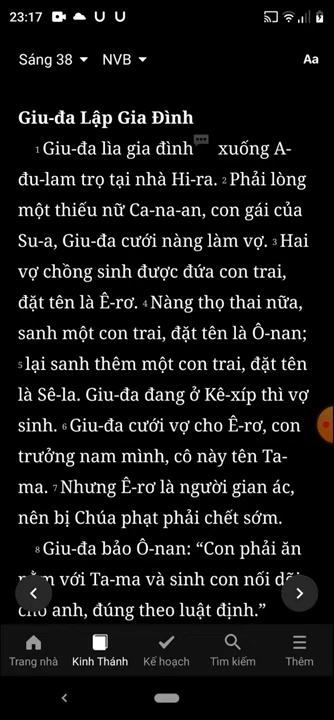 23:17
Sáng 38 NVB Aa
Giu-đa Lập Gia Đình
1 Giu-đa lìa gia đình xuống A-
đu-lam trọ tại nhà Hi-ra. 2 Phải lòng
một thiếu nữ Ca-na-an, con gái của
Su-a, Giu-đa cưới nàng làm vợ. 3 Hai
vợ chồng sinh được đứa con trai,
đặt tên là Ê-rơ. 4 Nàng thọ thai nữa,
sanh một con trai, đặt tên là Ô-nan;
5 lại sanh thêm một con trai, đặt tên
là Sê-la. Giu-đa đang ở Kê-xíp thì vợ
sinh. 6 Giu-đa cưới vợ cho Ê-rơ, con
trưởng nam mình, cô này tên Ta-
ma. 7 Nhưng Ê-rơ là người gian ác,
nên bị Chúa phạt phải chết sớm.
8 Giu-đa bảo Ô-nan: “Con phải ăn
nằm với Ta-ma và sinh con nối dõi
cho anh, đúng theo luật định.”
Trang nhà Kinh Thánh Kế hoạch Tìm kiếm Thêm